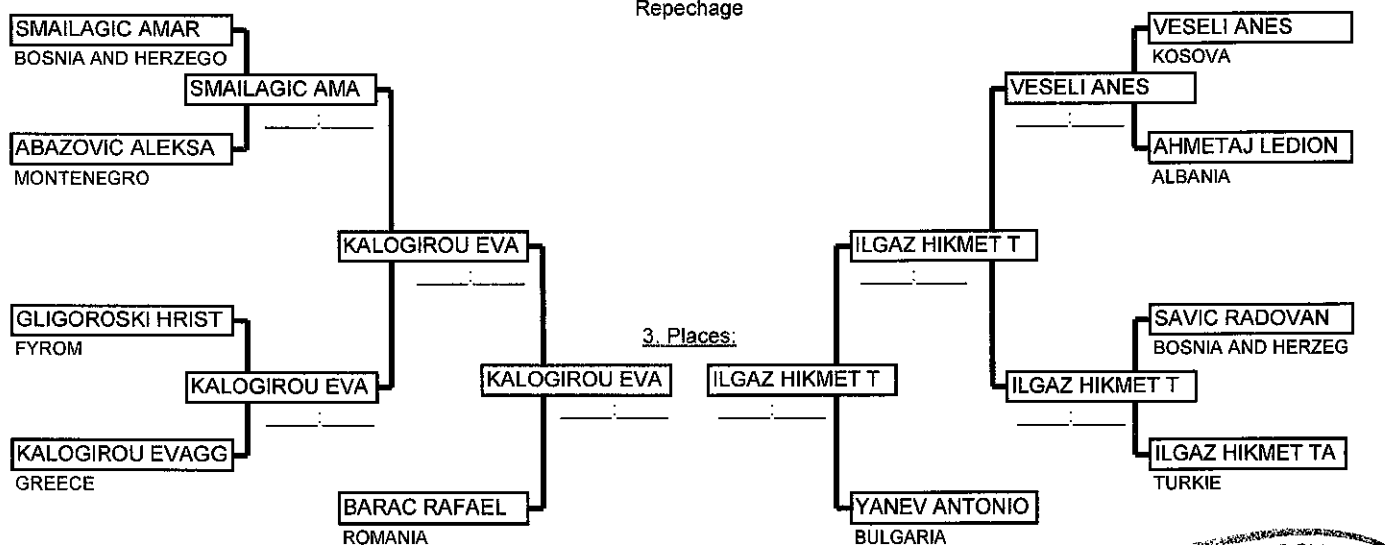 Repechage
SMAILAGIC AMAR
BOSNIA AND HERZEGO
SMAILAGIC AMA
ABAZOVIC ALEKSA
MONTENEGRO
KALOGIROU EVA
GLIGOROSKI HRIST
FYROM
KALOGIROU EVA
KALOGIROU EVAGG
GREECE
KALOGIROU EVA
BARAC RAFAEL
ROMANIA
3. Places:
VESELI ANES
KOSOVA
VESELI ANES
AHMETAJ LEDION
ALBANIA
ILGAZ HIKMET T
SAVIC RADOVAN
BOSNIA AND HERZEG
ILGAZ HIKMET T
ILGAZ HIKMET TA
TURKIE
ILGAZ HIKMET T
YANEV ANTONIO
BULGARIA